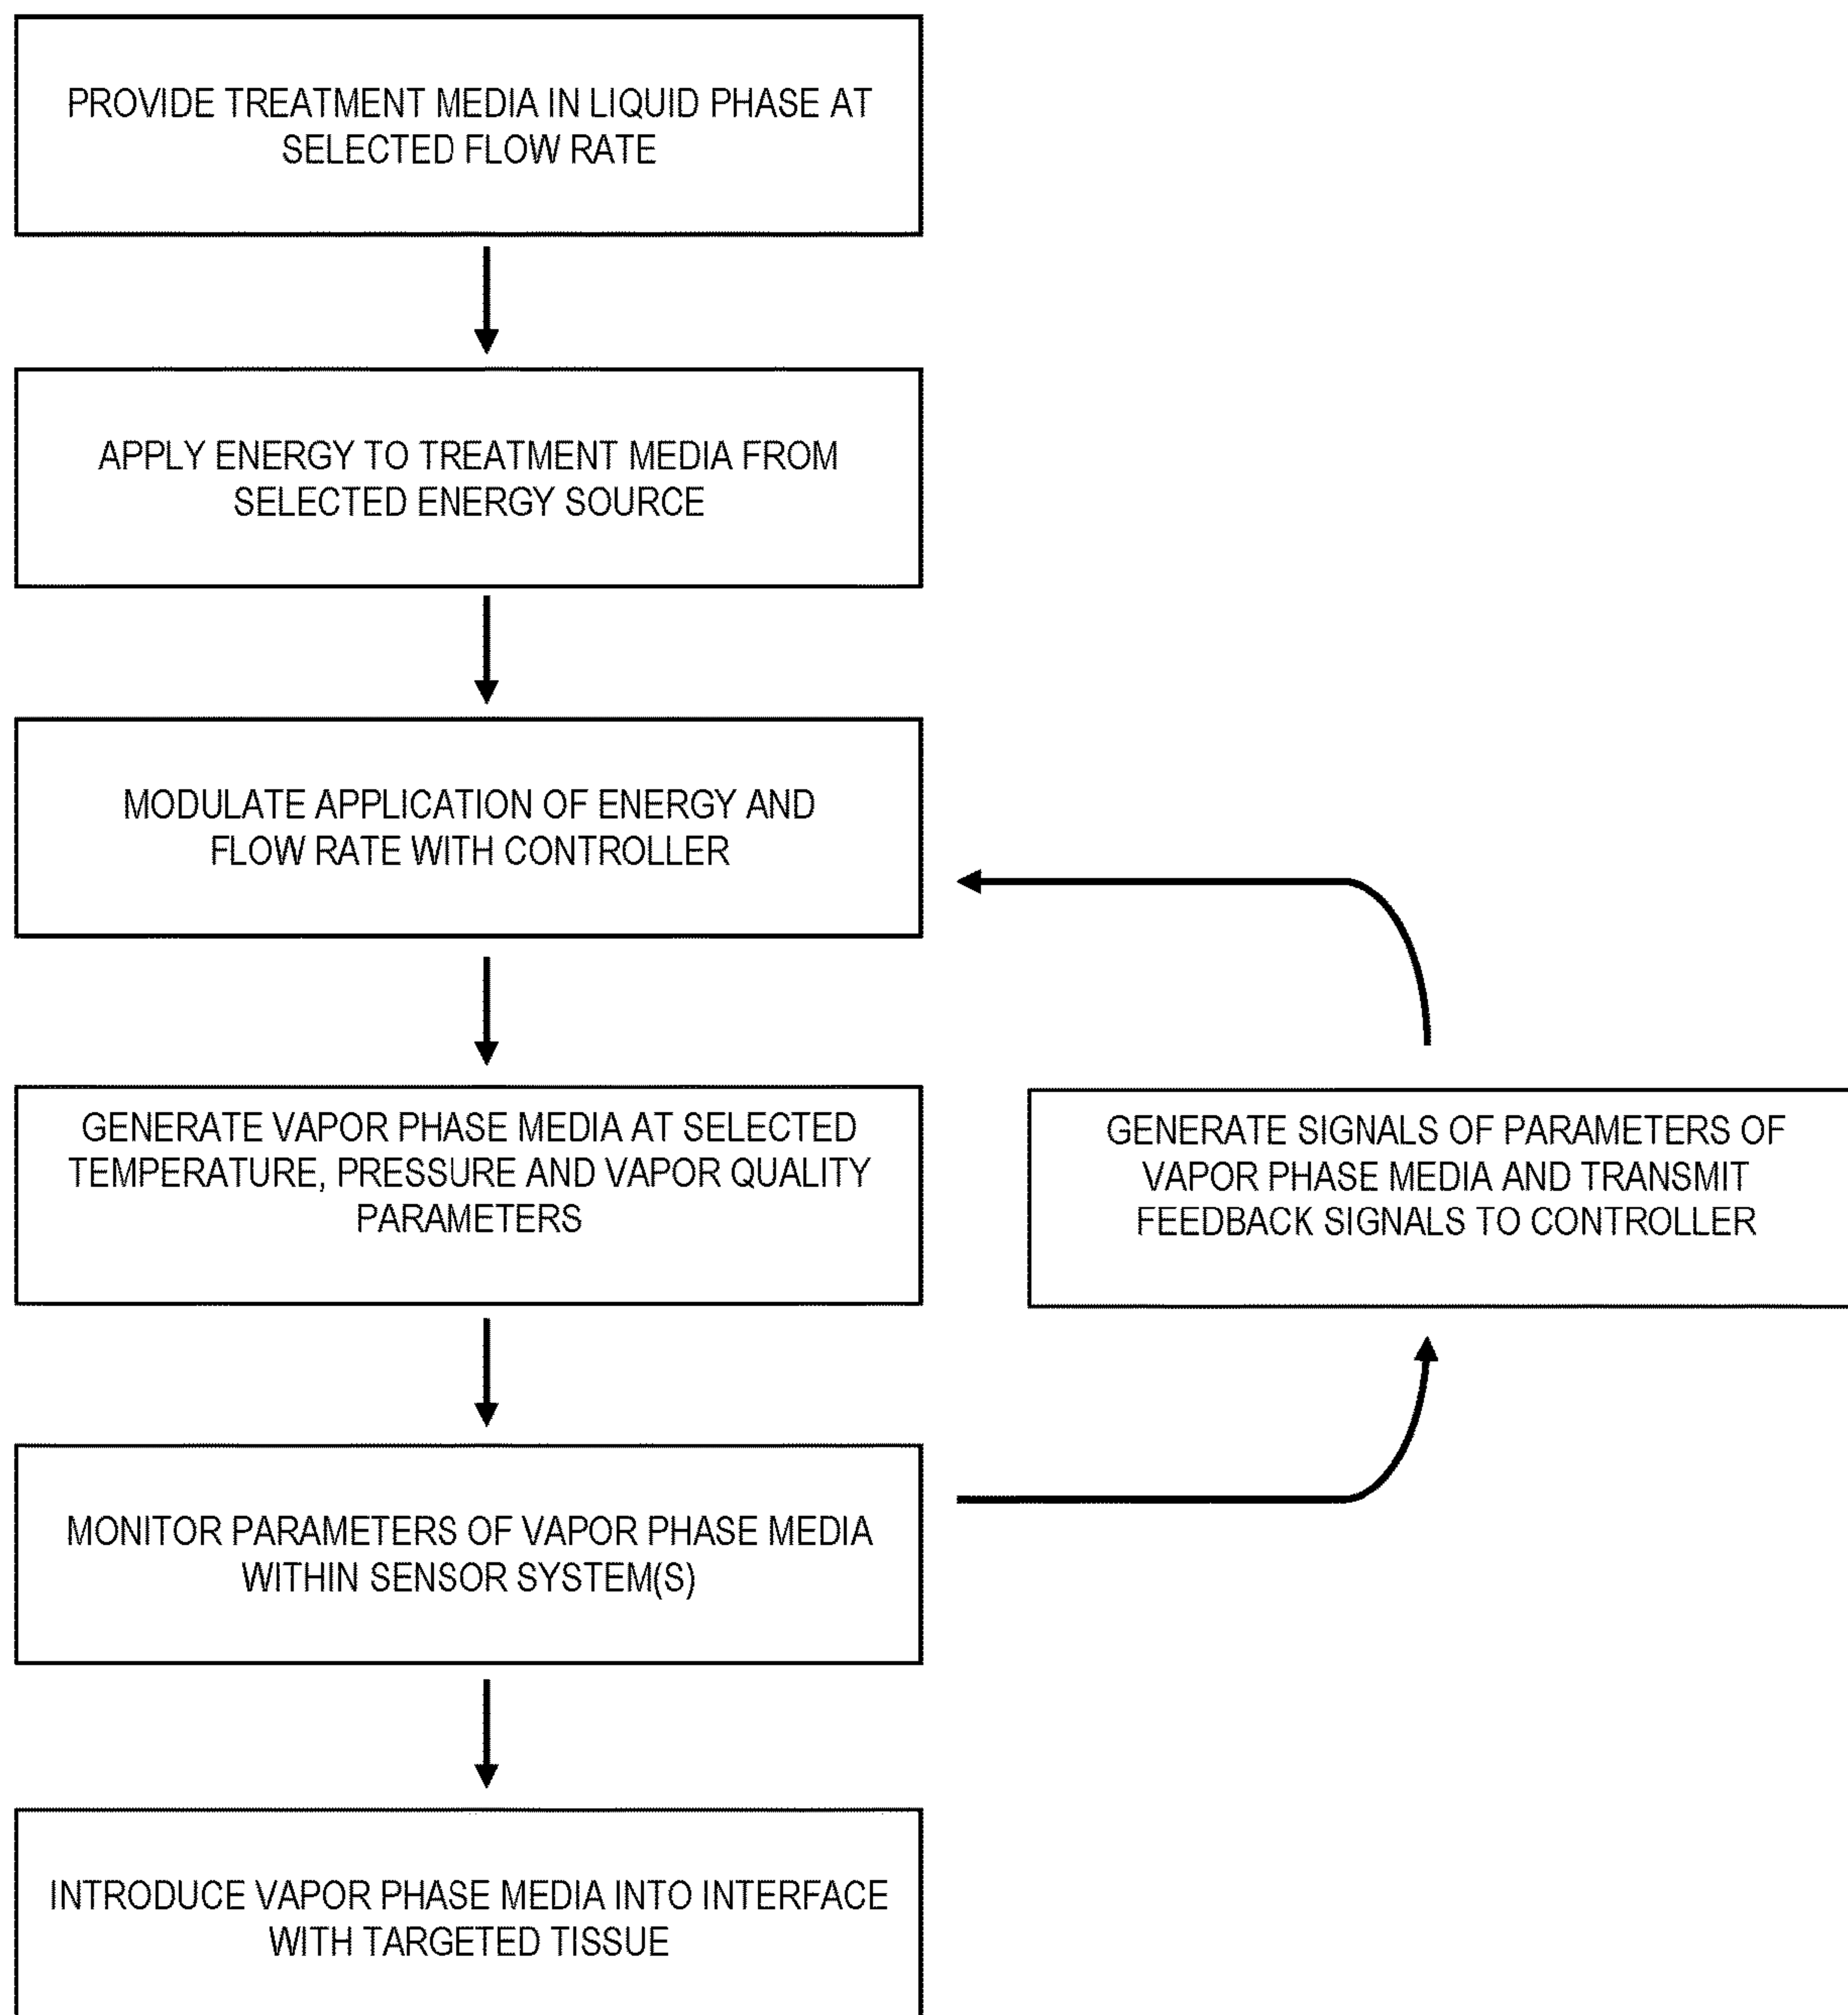 PROVIDE TREATMENT MEDIA IN LIQUID PHASE AT
SELECTED FLOW RATE
APPLY ENERGY TO TREATMENT MEDIA FROM
SELECTED ENERGY SOURCE
MODULATE APPLICATION OF ENERGY AND
FLOW RATE WITH CONTROLLER
GENERATE VAPOR PHASE MEDIA AT SELECTED
TEMPERATURE, PRESSURE AND VAPOR QUALITY
PARAMETERS
GENERATE SIGNALS OF PARAMETERS OF
VAPOR PHASE MEDIA AND TRANSMIT
FEEDBACK SIGNALS TO CONTROLLER
MONITOR PARAMETERS OF VAPOR PHASE MEDIA
WITHIN SENSOR SYSTEM(S)
INTRODUCE VAPOR PHASE MEDIA INTO INTERFACE
WITH TARGETED TISSUE